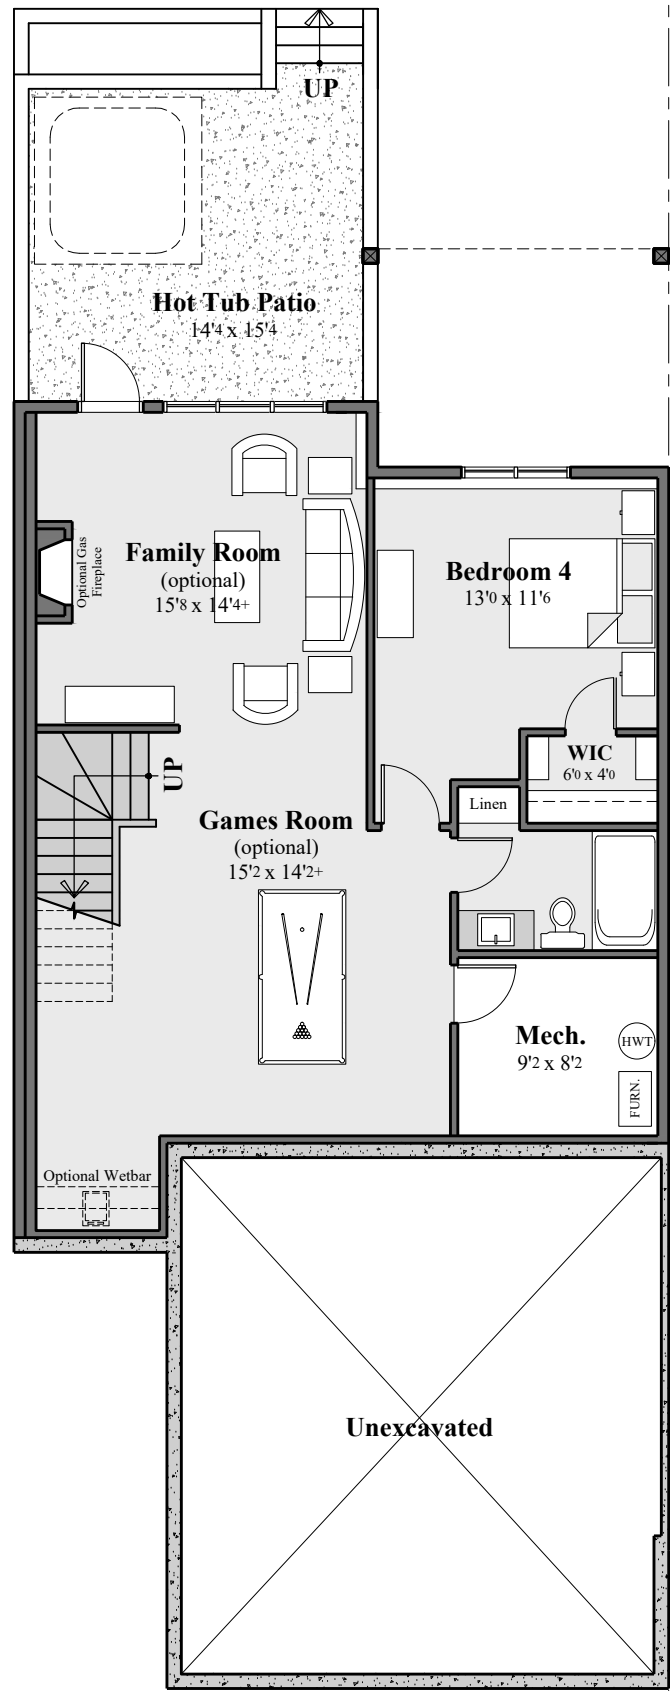 UP
Hot Tub Patio
14'4 x 15'4
Optional Gas
Fireplace
Family Room
(optional)
15'8 x 14'4+
Bedroom 4
13'0 x 11'6
WIC
6'0 x 4'0
UP
Linen
Games Room
(optional)
15'2 x 14'2+
Mech.
9'2 x 8'2
HWT
FURN.
Optional Wetbar
Unexcavated